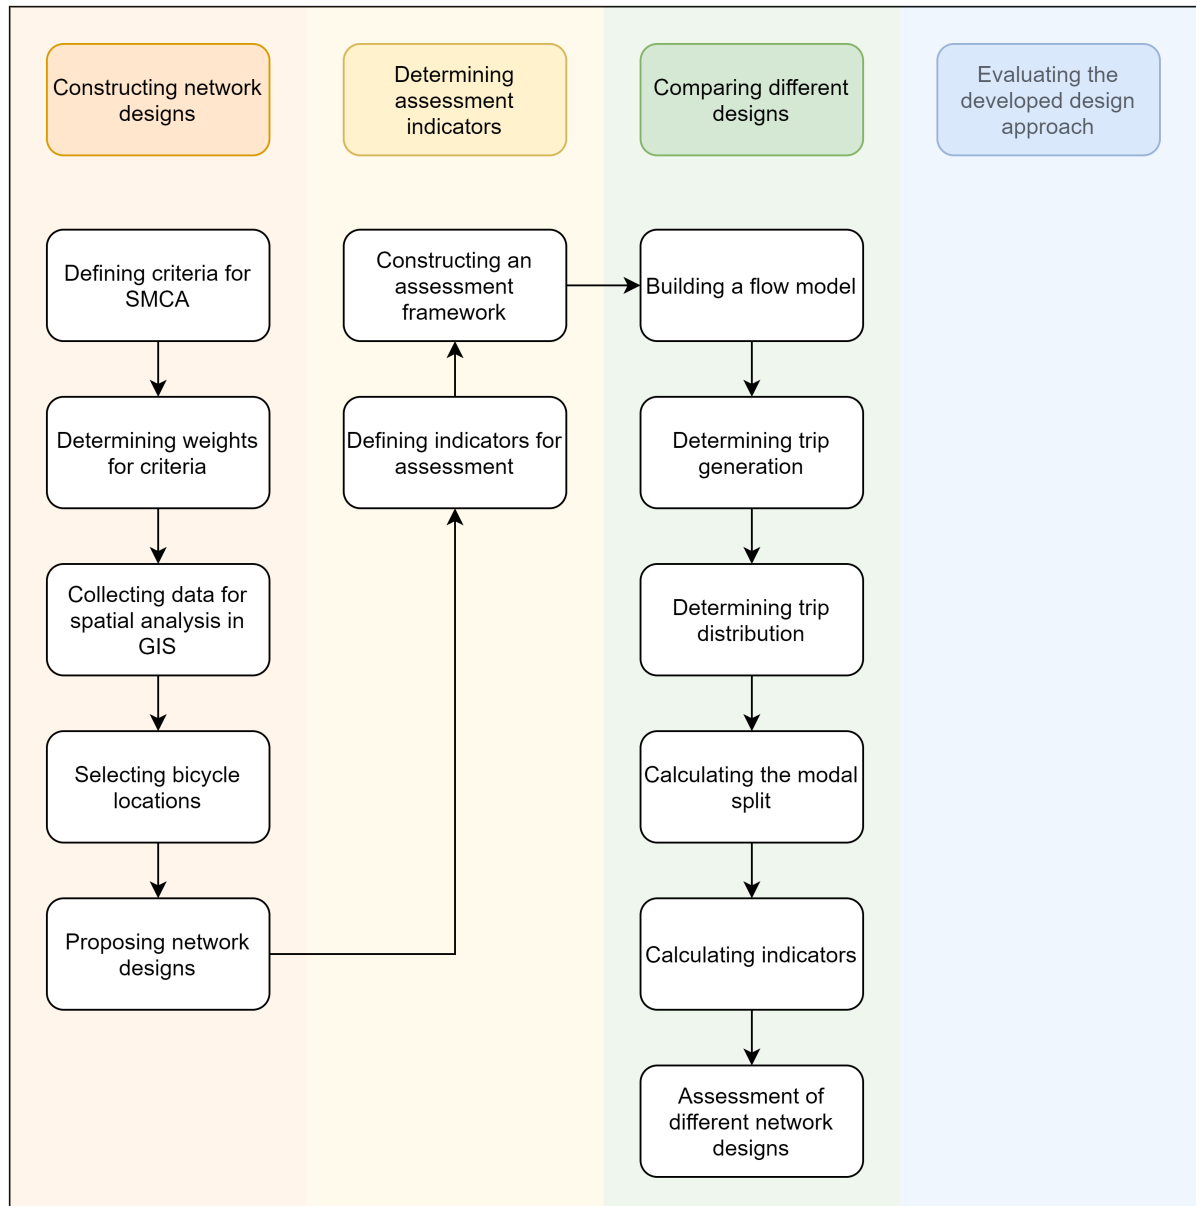 Constructing network
designs
Determining
assessment
indicators
Comparing different
designs
Evaluating the
developed design
approach
Defining criteria for
SMCA
Determining weights
for criteria
Collecting data for
spatial analysis in
GIS
Selecting bicycle
locations
Proposing network
designs
Constructing an
assessment
framework
Defining indicators for
assessment
Building a flow model
Determining trip
generation
Determining trip
distribution
Calculating the modal
split
Calculating indicators
Assessment of
different network
designs